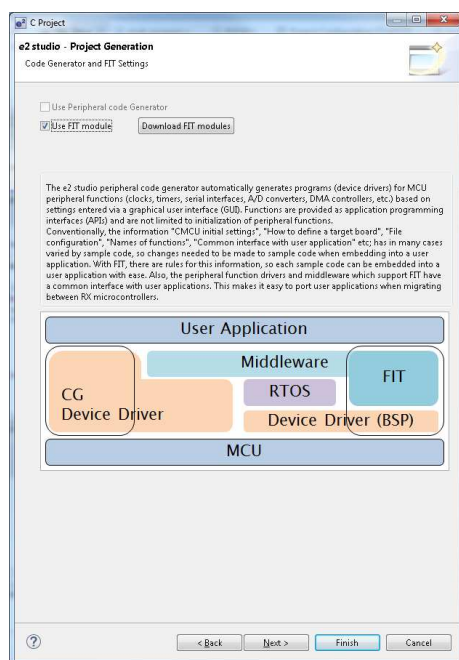 C Project
e2 studio - Project Generation
Code Generator and FIT Settings
Use Peripheral code Generator
Use FIT module
Download FIT modules
The e2 studio peripheral code generator automatically generates programs (device drivers) for MCU
peripheral functions (clocks, timers, serial interfaces, A/D converters, DMA controllers, etc.) based on
settings entered via a graphical user interface (GUI). Functions are provided as application programming
interfaces (APIs) and are not limited to initialization of peripheral functions.
Conventionally, the information "CMCU initial settings", "How to define a target board", "File
configuration", "Names of functions", "Common interface with user application" etc; has in many cases
varied by sample code, so changes needed to be made to sample code when embedding into a user
application. With FIT, there are rules for this information, so each sample code can be embedded into a
user application with ease. Also, the peripheral function drivers and middleware which support FIT have
a common interface with user applications. This makes it easy to port user applications when migrating
between RX microcontrollers.
User Application
Middleware
FIT
CG
RTOS
Device Driver
Device Driver (BSP)
MCU
?
< Back
Next >
Finish
Cancel